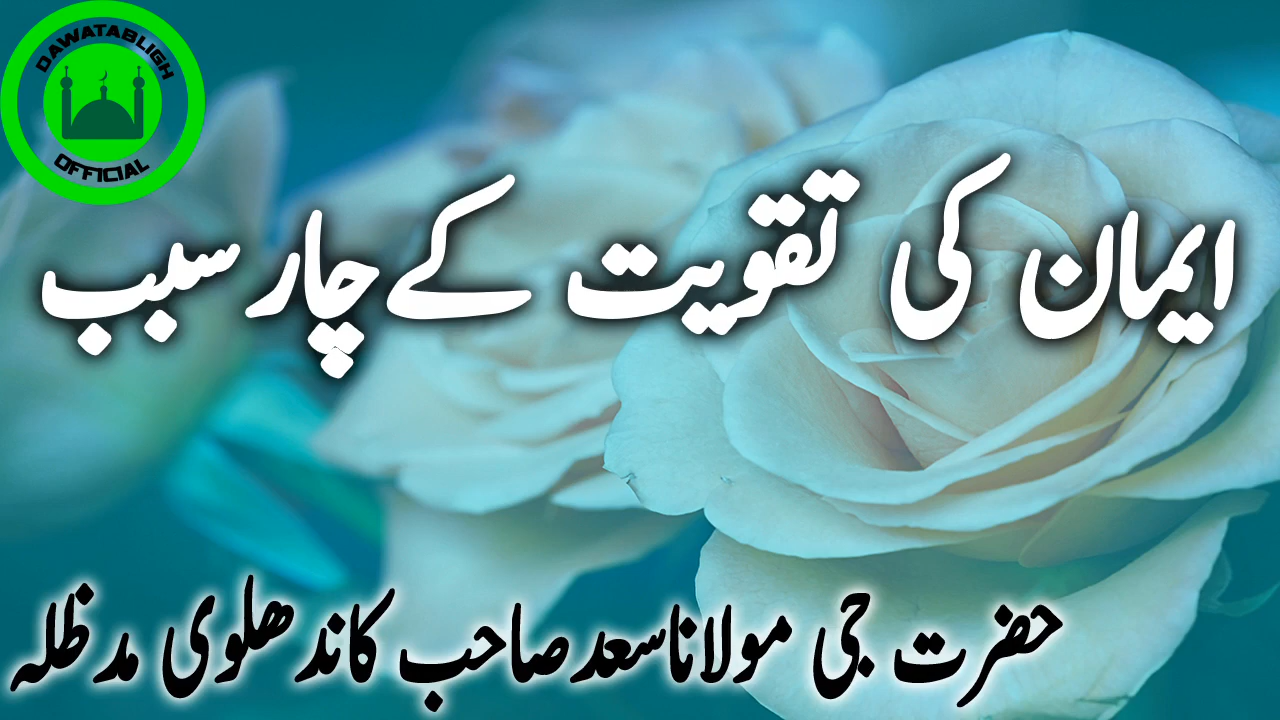 DAWATABLIGH
OFFICIAL
ایمان کی تقویت کے چار سبب
حضرت جی مولانا سعد صاحب کاندھلوی مدظلہ